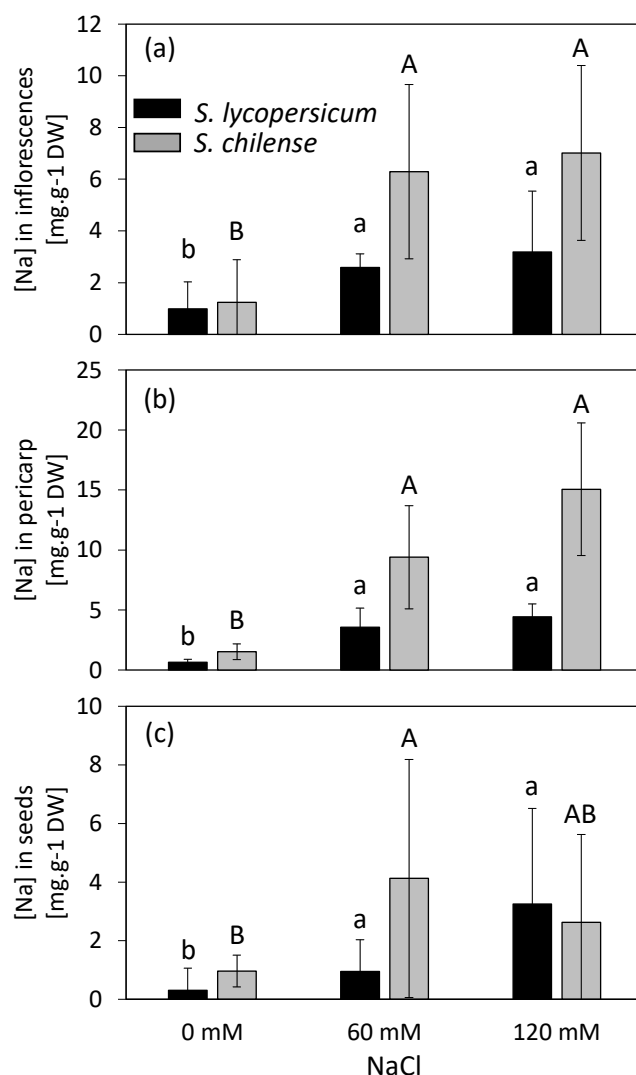 [Na] in inflorescences
[mg.g-1 DW]
12
10
8
6
4
2
0
(a)
S. lycopersicum
S. chilense
b
B
a
A
a
A
[Na] in pericarp
[mg.g-1 DW]
25
20
15
10
5
0
(b)
b
B
a
A
a
A
[Na] in seeds
[mg.g-1 DW]
10
8
6
4
2
0
(c)
b
B
a
A
a
AB
0 mM
60 mM
120 mM
NaCl